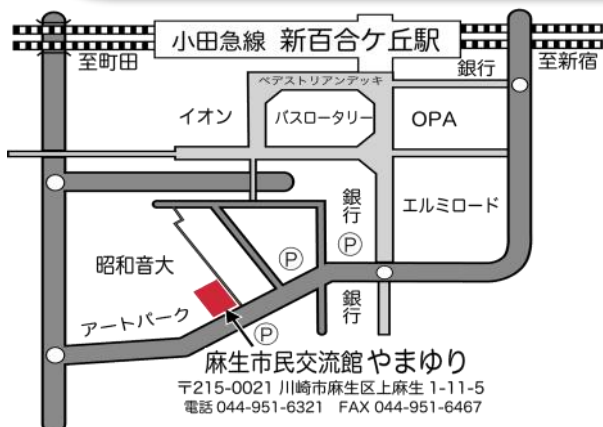 小田急線 新百合ケ丘駅
至町田
至新宿
銀行
ペデストリアンデッキ
イオン
バスロータリー
OPA
銀行
エルミロード
昭和音大
P
P
銀行
アートパーク
P
麻生市民交流館 やまゆり
〒215-0021 川崎市麻生区上麻生 1-11-5
電話 044-951-6321 FAX 044-951-6467